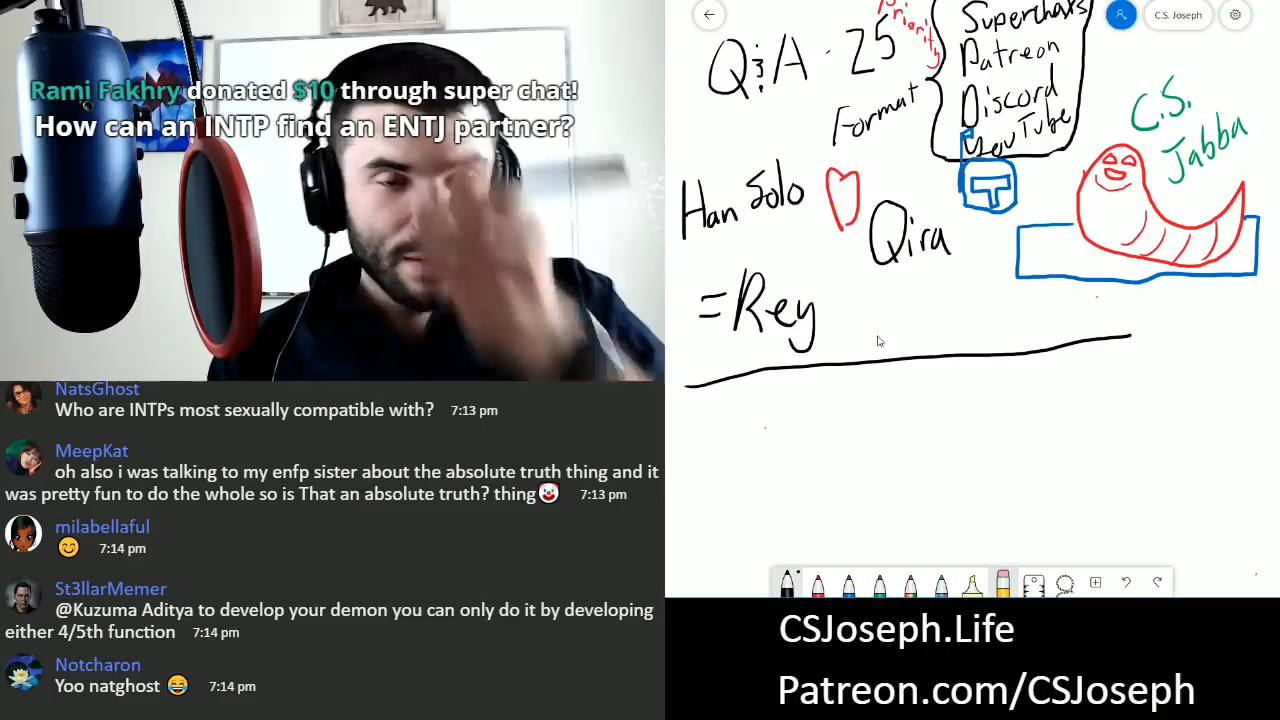 Rami Fakhry donated $10 through super chat!
How can an INTP find an ENTJ partner?
NatsGhost
Who are INTPs most sexually compatible with? 7:13 pm
MeepKat
oh also i was talking to my enfp sister about the absolute truth thing and it
was pretty fun to do the whole so is That an absolute truth? thing🤡 7:13 pm
milabellaful
😊 7:14 pm
St3llarMemer
@Kuzuma Aditya to develop your demon you can only do it by developing
either 4/5th function 7:14 pm
Notcharon
Yoo natghost 😂 7:14 pm
C.S. Joseph
Q&A - 25
Priority
Format
Superchats
Patreon
Discord
YouTube
T
C.S.
Jabba
Han Solo
Qira
=Rey
CSJoseph.Life
Patreon.com/CSJoseph